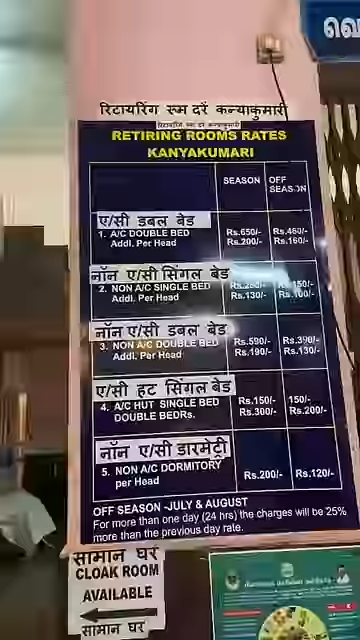 रिटायरिंग रूम दरें कन्याकुमारी
रिटायरिंग रूम दरें कन्याकुमारी
RETIRING ROOMS RATES
KANYAKUMARI
SEASON OFF SEASON
ए/सी डबल बेड
1. A/C DOUBLE BED Rs.650/- Rs.460/-
Addl. Per Head Rs.200/- Rs.160/-
नॉन ए/सी सिंगल बेड
2. NON A/C SINGLE BED
Addl. Per Head Rs.130/- Rs.100/-
नॉन ए/सी डबल बेड
3. NON A/C DOUBLE BED Rs.590/- Rs.390/-
Addl. Per Head Rs.190/- Rs.130/-
ए/सी हट सिंगल बेड
4. A/C HUT SINGLE BED Rs.150/- 150/-
DOUBLE BEDRs. Rs.300/- Rs.200/-
नॉन ए/सी डारमेट्री
5. NON A/C DORMITORY
per Head Rs.200/- Rs.120/-
OFF SEASON -JULY & AUGUST
For more than one day (24 hrs) the charges will be 25%
more than the previous day rate.
सामान घर
CLOAK ROOM
AVAILABLE
सामान घर